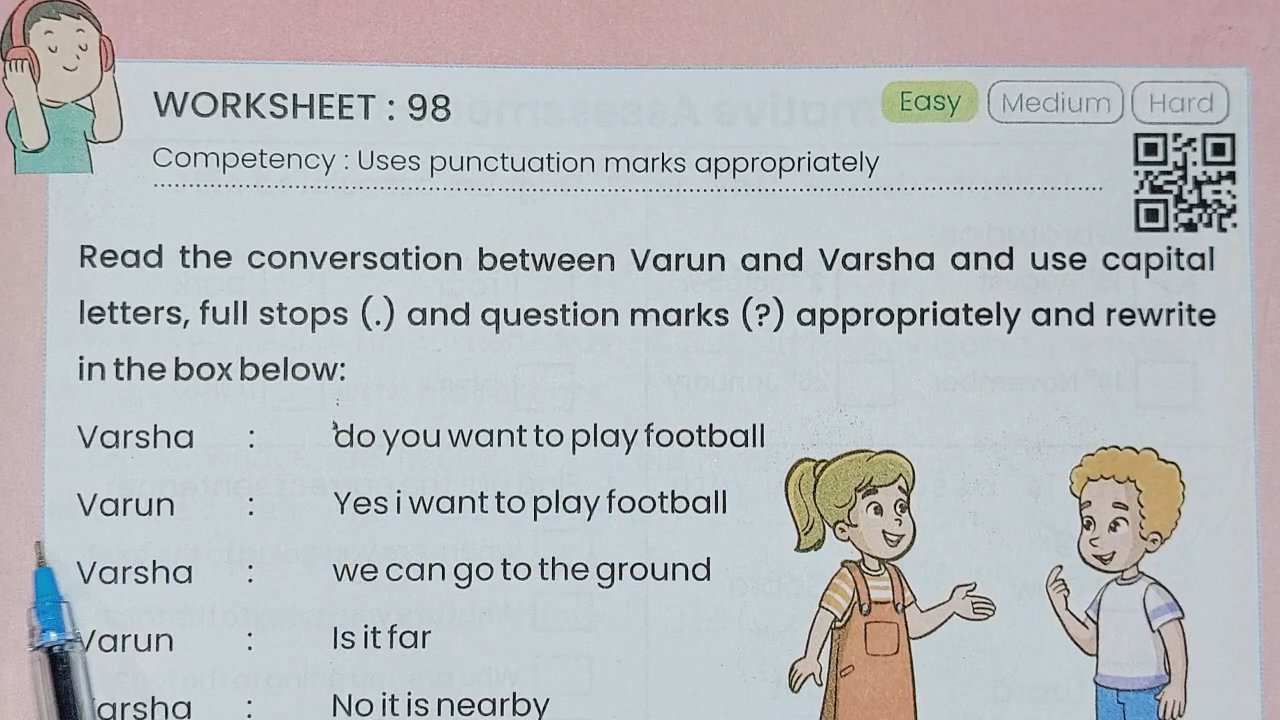 WORKSHEET : 98
Easy Medium Hard
Competency : Uses punctuation marks appropriately
Read the conversation between Varun and Varsha and use capital
letters, full stops (.) and question marks (?) appropriately and rewrite
in the box below:
Varsha : do you want to play football
Varun : Yes i want to play football
Varsha : we can go to the ground
Varun : Is it far
Varsha : No it is nearby